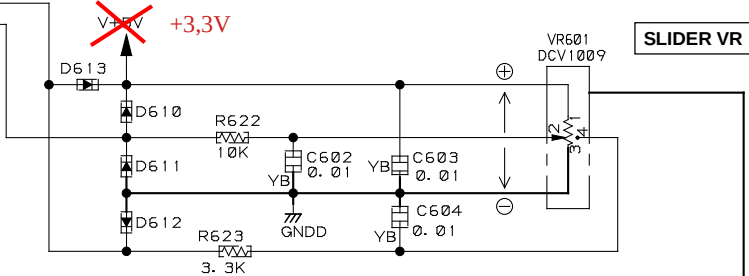 V+5V
+3,3V
VR601
DCV1009
SLIDER VR
D613
+
D610
R622
10K
2
1
4
3
D611
C602
0.01
YB
YB
C603
0.01
D612
GNDD
−
R623
3.3K
YB
C604
0.01